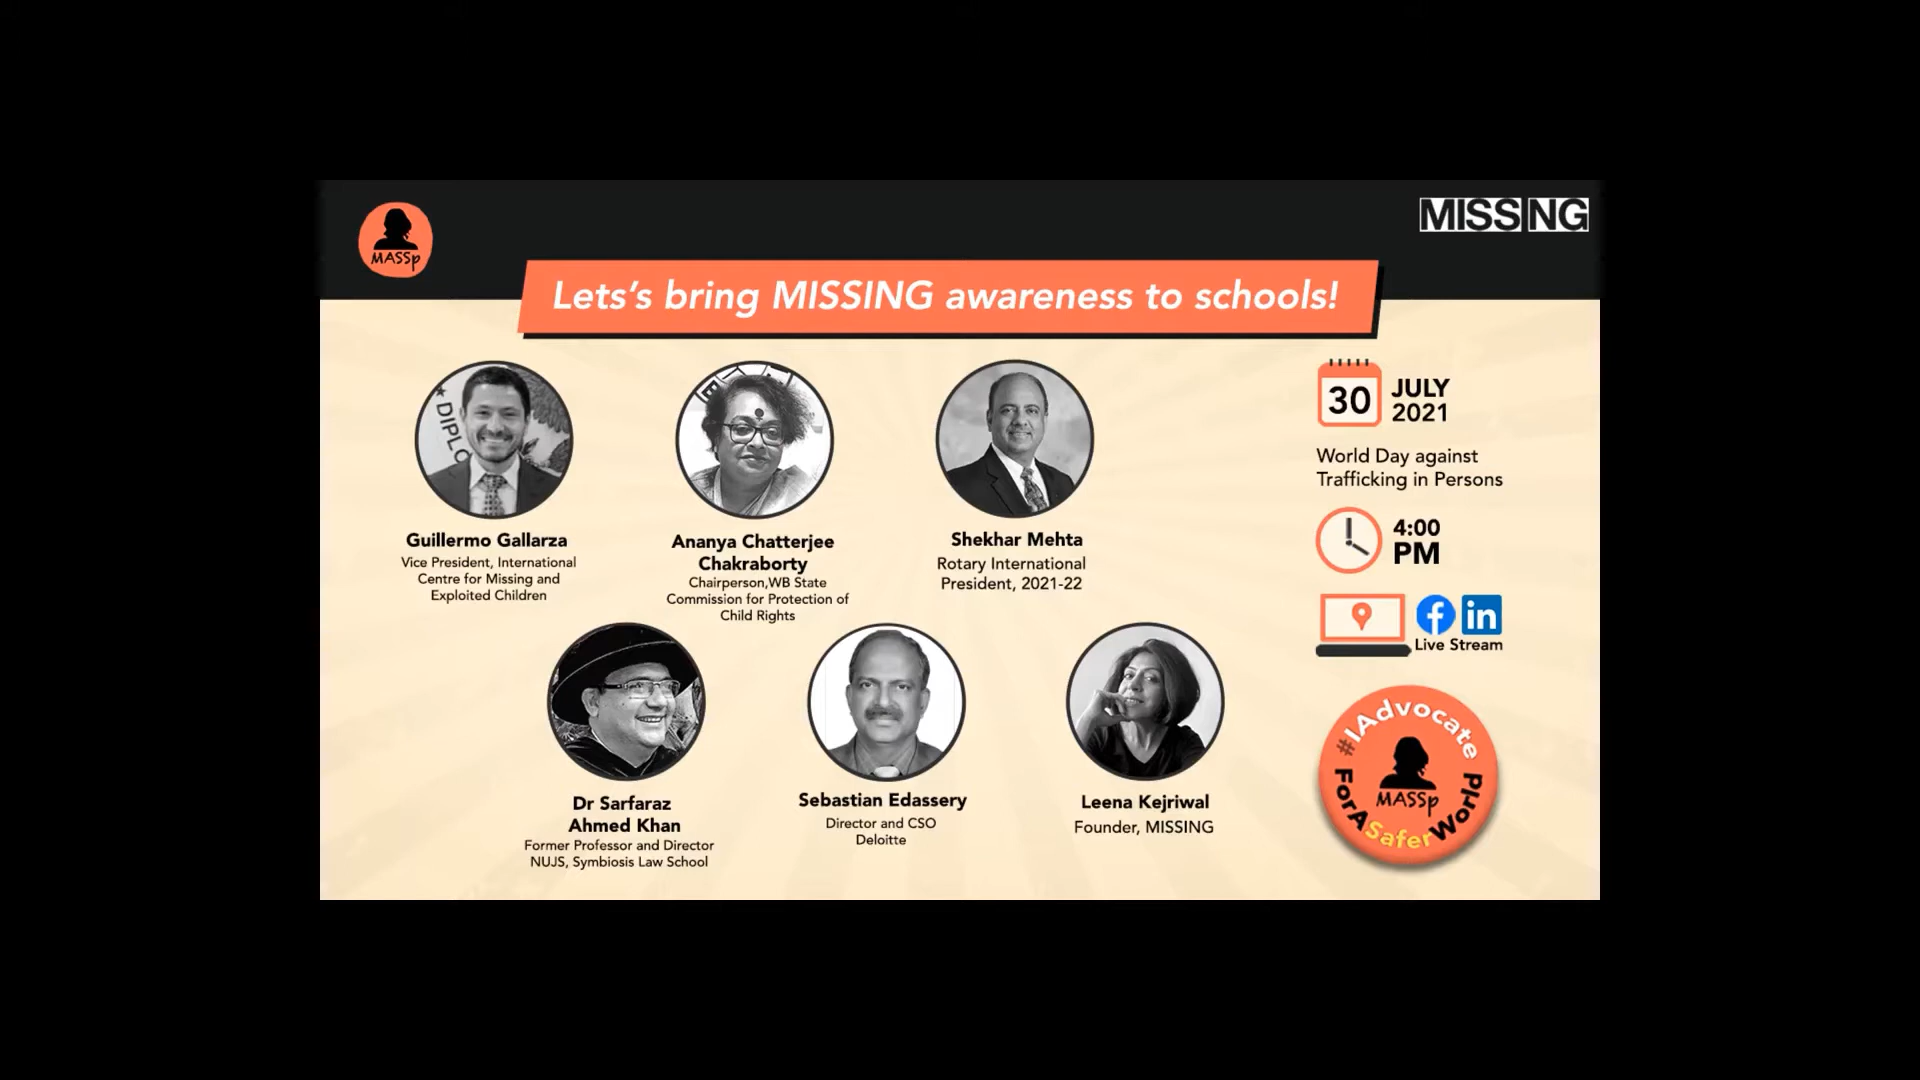 MASSp
MISSING
Lets's bring MISSING awareness to schools!
DIPLO
Guillermo Gallarza
Vice President, International
Centre for Missing and
Exploited Children
Ananya Chatterjee
Chakraborty
Chairperson,WB State
Commission for Protection of
Child Rights
Shekhar Mehta
Rotary International
President, 2021-22
Dr Sarfaraz
Ahmed Khan
Former Professor and Director
NUJS, Symbiosis Law School
Sebastian Edassery
Director and CSO
Deloitte
Leena Kejriwal
Founder, MISSING
30
JULY
2021
World Day against
Trafficking in Persons
4:00
PM
f in
Live Stream
#IAdvocate
MASSp
ForASaferWorld